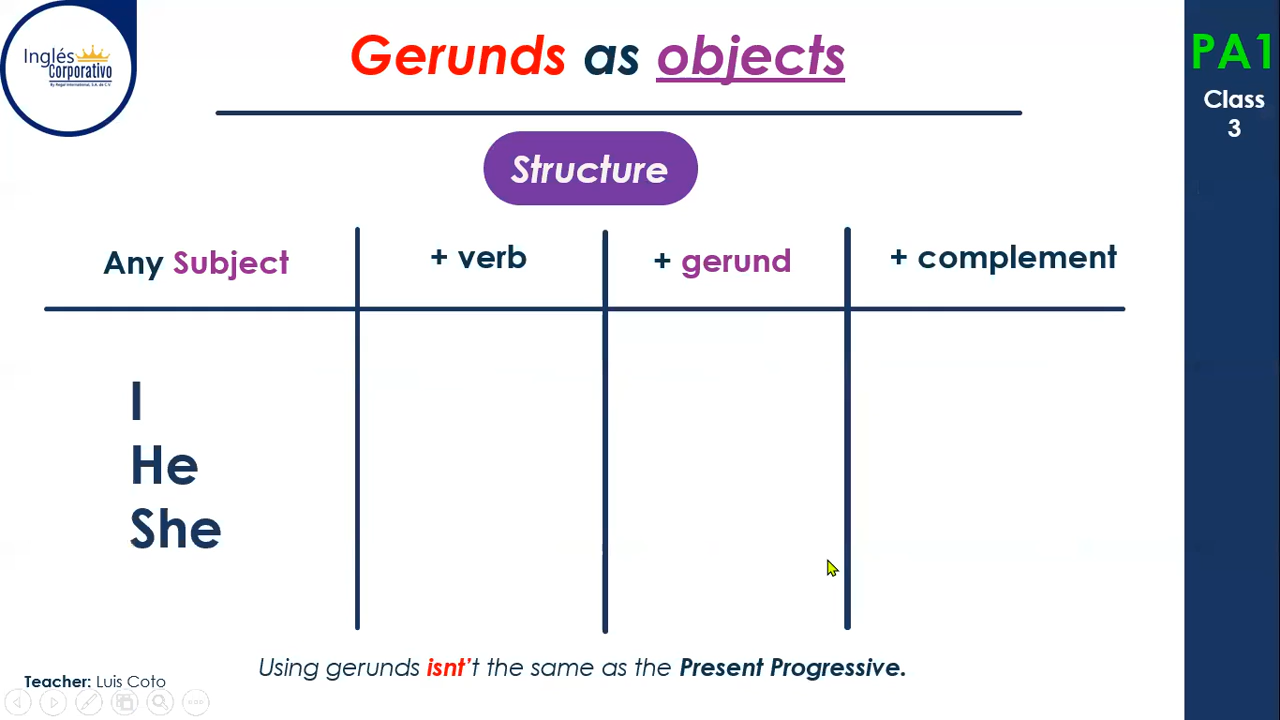 Inglés
Corporativo
By Regal International, S.A. de C.V.
Gerunds as objects
PA1
Class
3
Structure
Any Subject
+ verb
+ gerund
+ complement
I
He
She
Using gerunds isnt't the same as the Present Progressive.
Teacher: Luis Coto